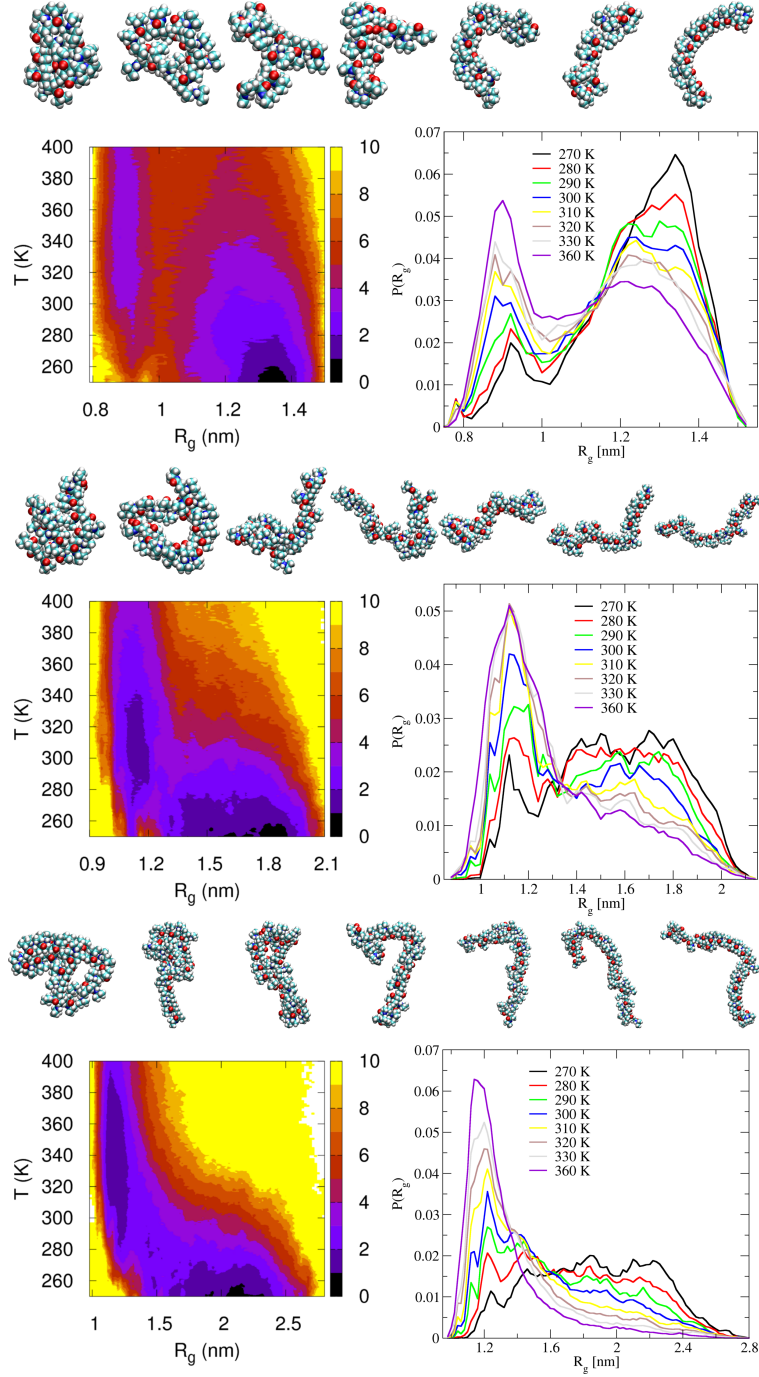 400
380
360
340
320
300
280
260
T (K)
0.8
1
1.2
1.4
R_g (nm)
10
8
6
4
2
0
0.07
0.06
0.05
0.04
0.03
0.02
0.01
0
P(R_g)
270 K
280 K
290 K
300 K
310 K
320 K
330 K
360 K
0.8
1
1.2
1.4
R_g [nm]
400
380
360
340
320
300
280
260
T (K)
0.9
1.2
1.5
1.8
2.1
R_g (nm)
10
8
6
4
2
0
0.05
0.04
0.03
0.02
0.01
0
P(R_g)
270 K
280 K
290 K
300 K
310 K
320 K
330 K
360 K
1
1.2
1.4
1.6
1.8
2
R_g [nm]
400
380
360
340
320
300
280
260
T (K)
1
1.5
2
2.5
R_g (nm)
10
8
6
4
2
0
0.07
0.06
0.05
0.04
0.03
0.02
0.01
0
P(R_g)
270 K
280 K
290 K
300 K
310 K
320 K
330 K
360 K
1.2
1.6
2
2.4
2.8
R_g [nm]